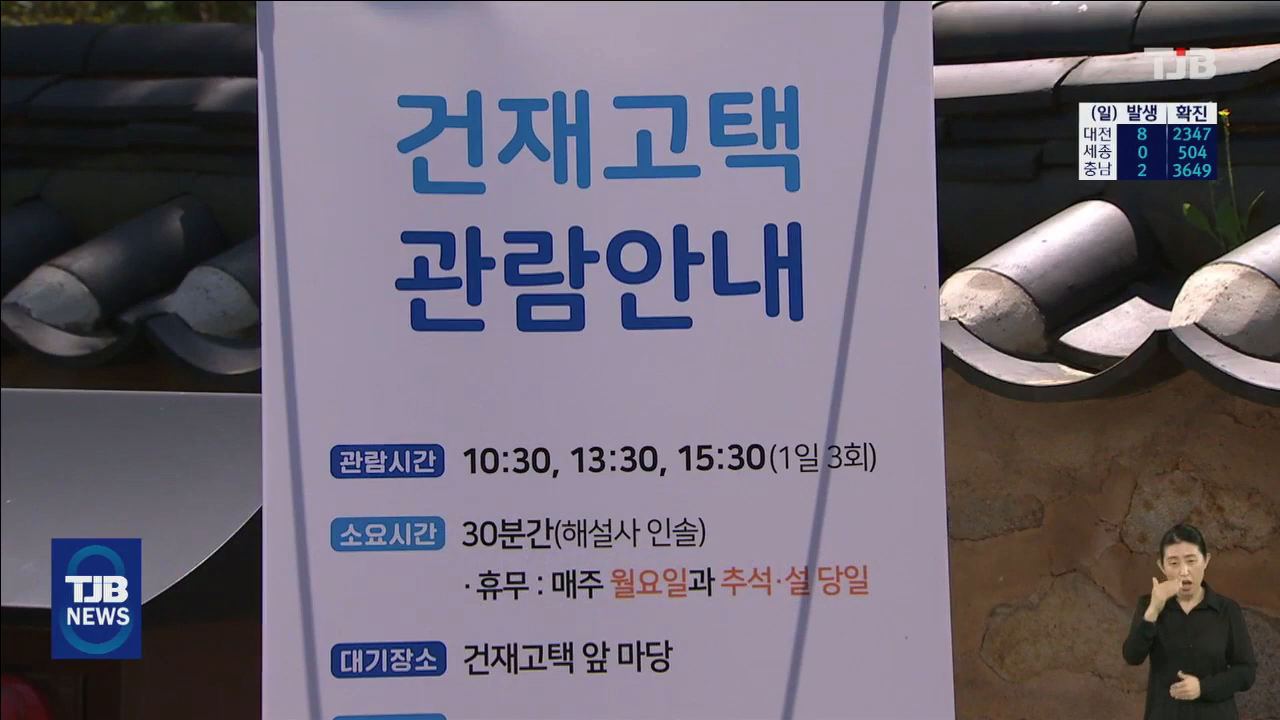 건재고택
관람안내
관람시간 10:30, 13:30, 15:30(1일 3회)
소요시간 30분간(해설사 인솔)
· 휴무 : 매주 월요일과 추석·설 당일
대기장소 건재고택 앞 마당
TJB
(일) 발생 확진
대전 8 2347
세종 0 504
충남 2 3649
8
TJB
NEWS